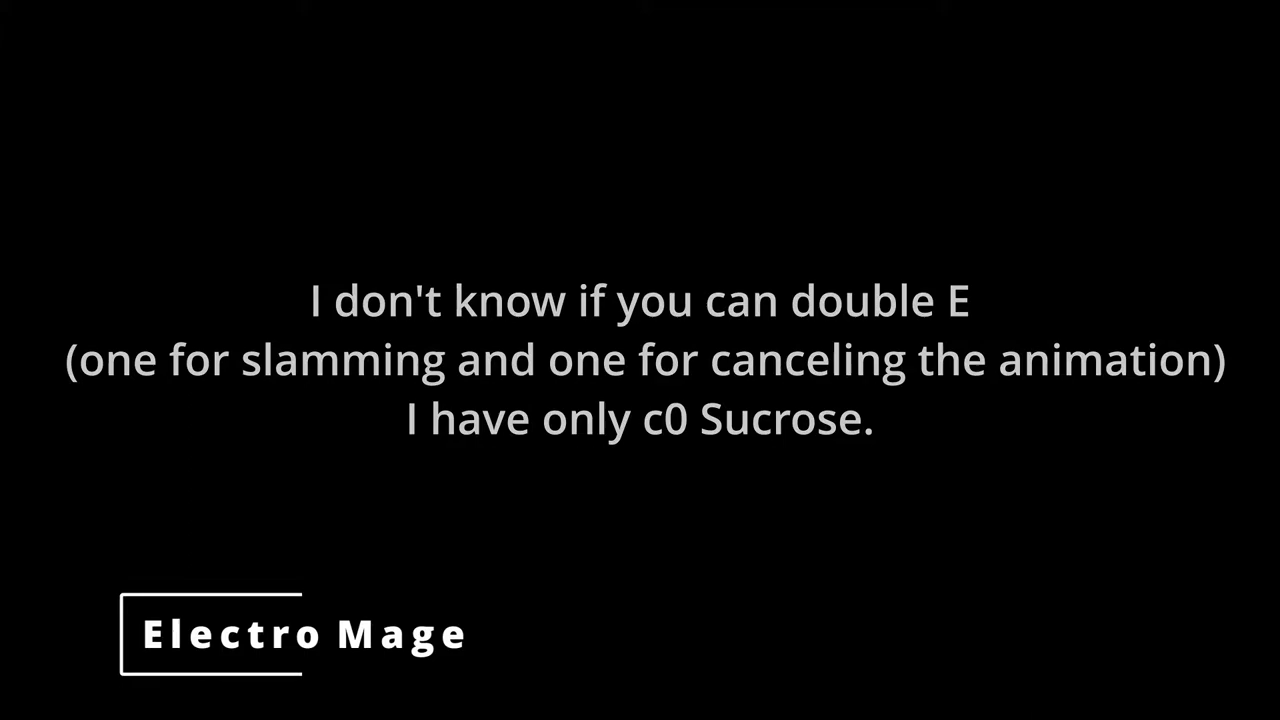 I don't know if you can double E
(one for slamming and one for canceling the animation)
I have only c0 Sucrose.
Electro Mage